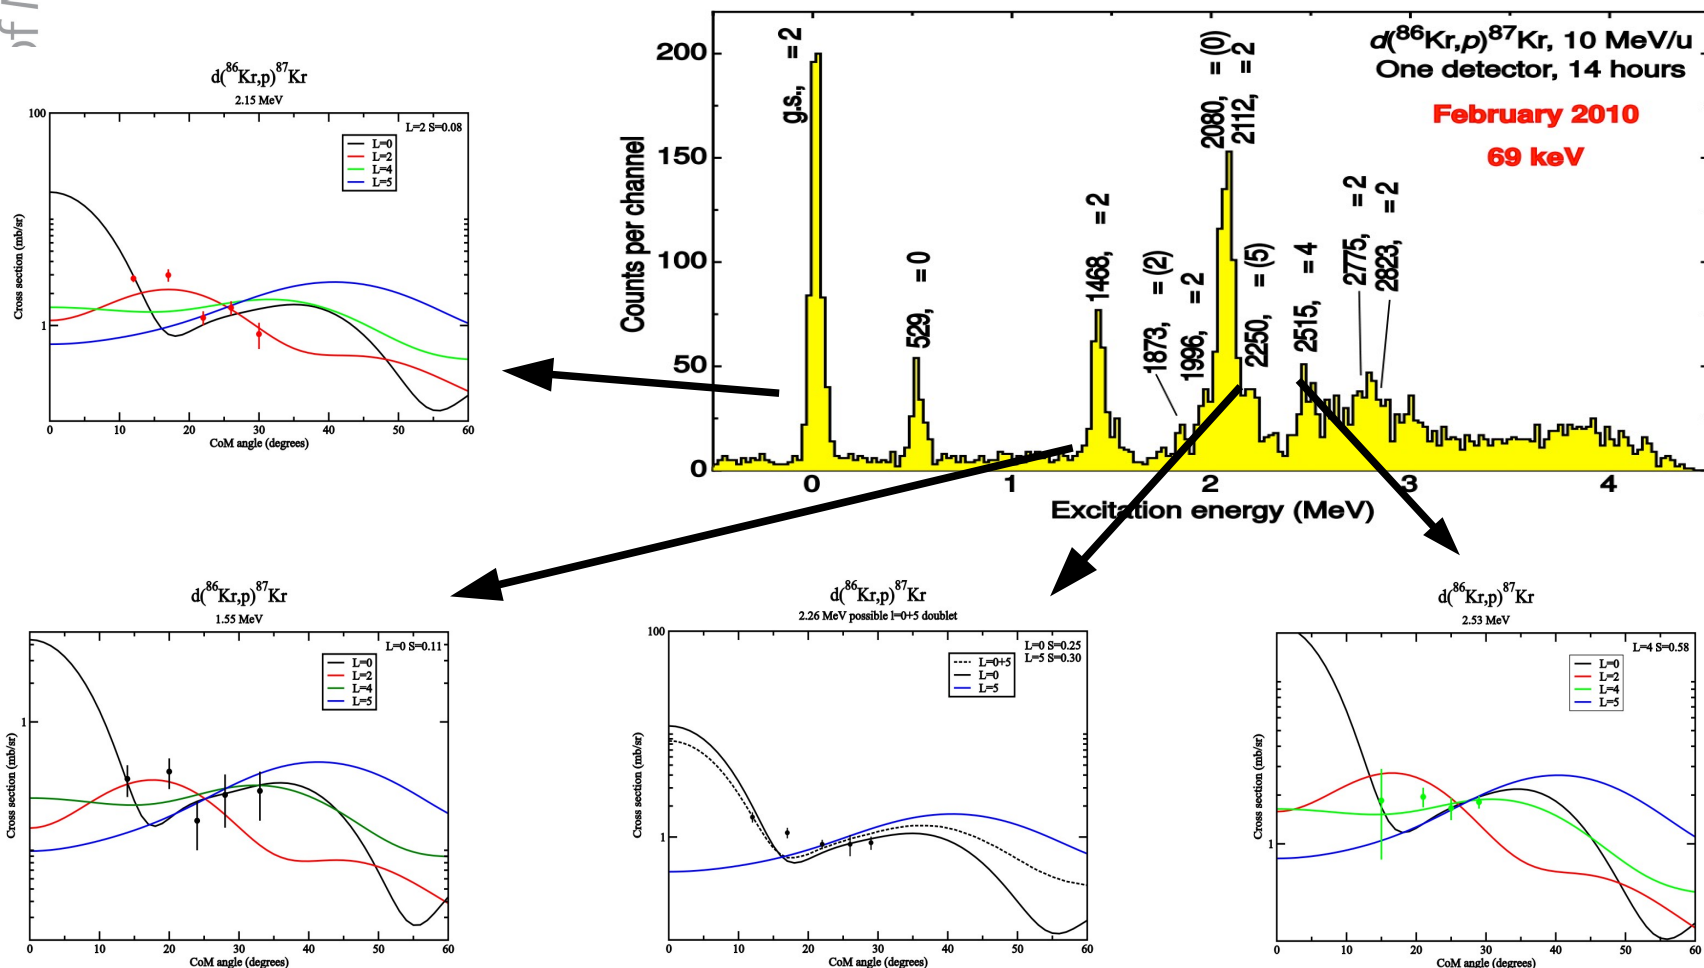 of
d(86Kr,p)87Kr
2.15 MeV
L=2 S=0.08
L=0
L=2
L=4
L=5
100
1
Cross section (mb/sr)
0 10 20 30 40 50 60
CoM angle (degrees)
d(86Kr,p)87Kr, 10 MeV/u
One detector, 14 hours
February 2010
69 keV
200
150
100
50
0
Counts per channel
g.s., = 2
529, = 0
1468, = 2
1873, = (2)
1996, = 2
2080, = (0)
2112, = 2
2250, = (5)
2515, = 4
2775, = 2
2823, = 2
0 1 2 3 4
Excitation energy (MeV)
d(86Kr,p)87Kr
1.55 MeV
L=0 S=0.11
L=0
L=2
L=4
L=5
1
Cross section (mb/sr)
0 10 20 30 40 50 60
CoM angle (degrees)
d(86Kr,p)87Kr
2.26 MeV possible l=0+5 doublet
L=0 S=0.25
L=5 S=0.30
L=0+5
L=0
L=5
100
1
Cross section (mb/sr)
0 10 20 30 40 50 60
CoM angle (degrees)
d(86Kr,p)87Kr
2.53 MeV
L=4 S=0.58
L=0
L=2
L=4
L=5
1
Cross section (mb/sr)
0 10 20 30 40 50 60
CoM angle (degrees)